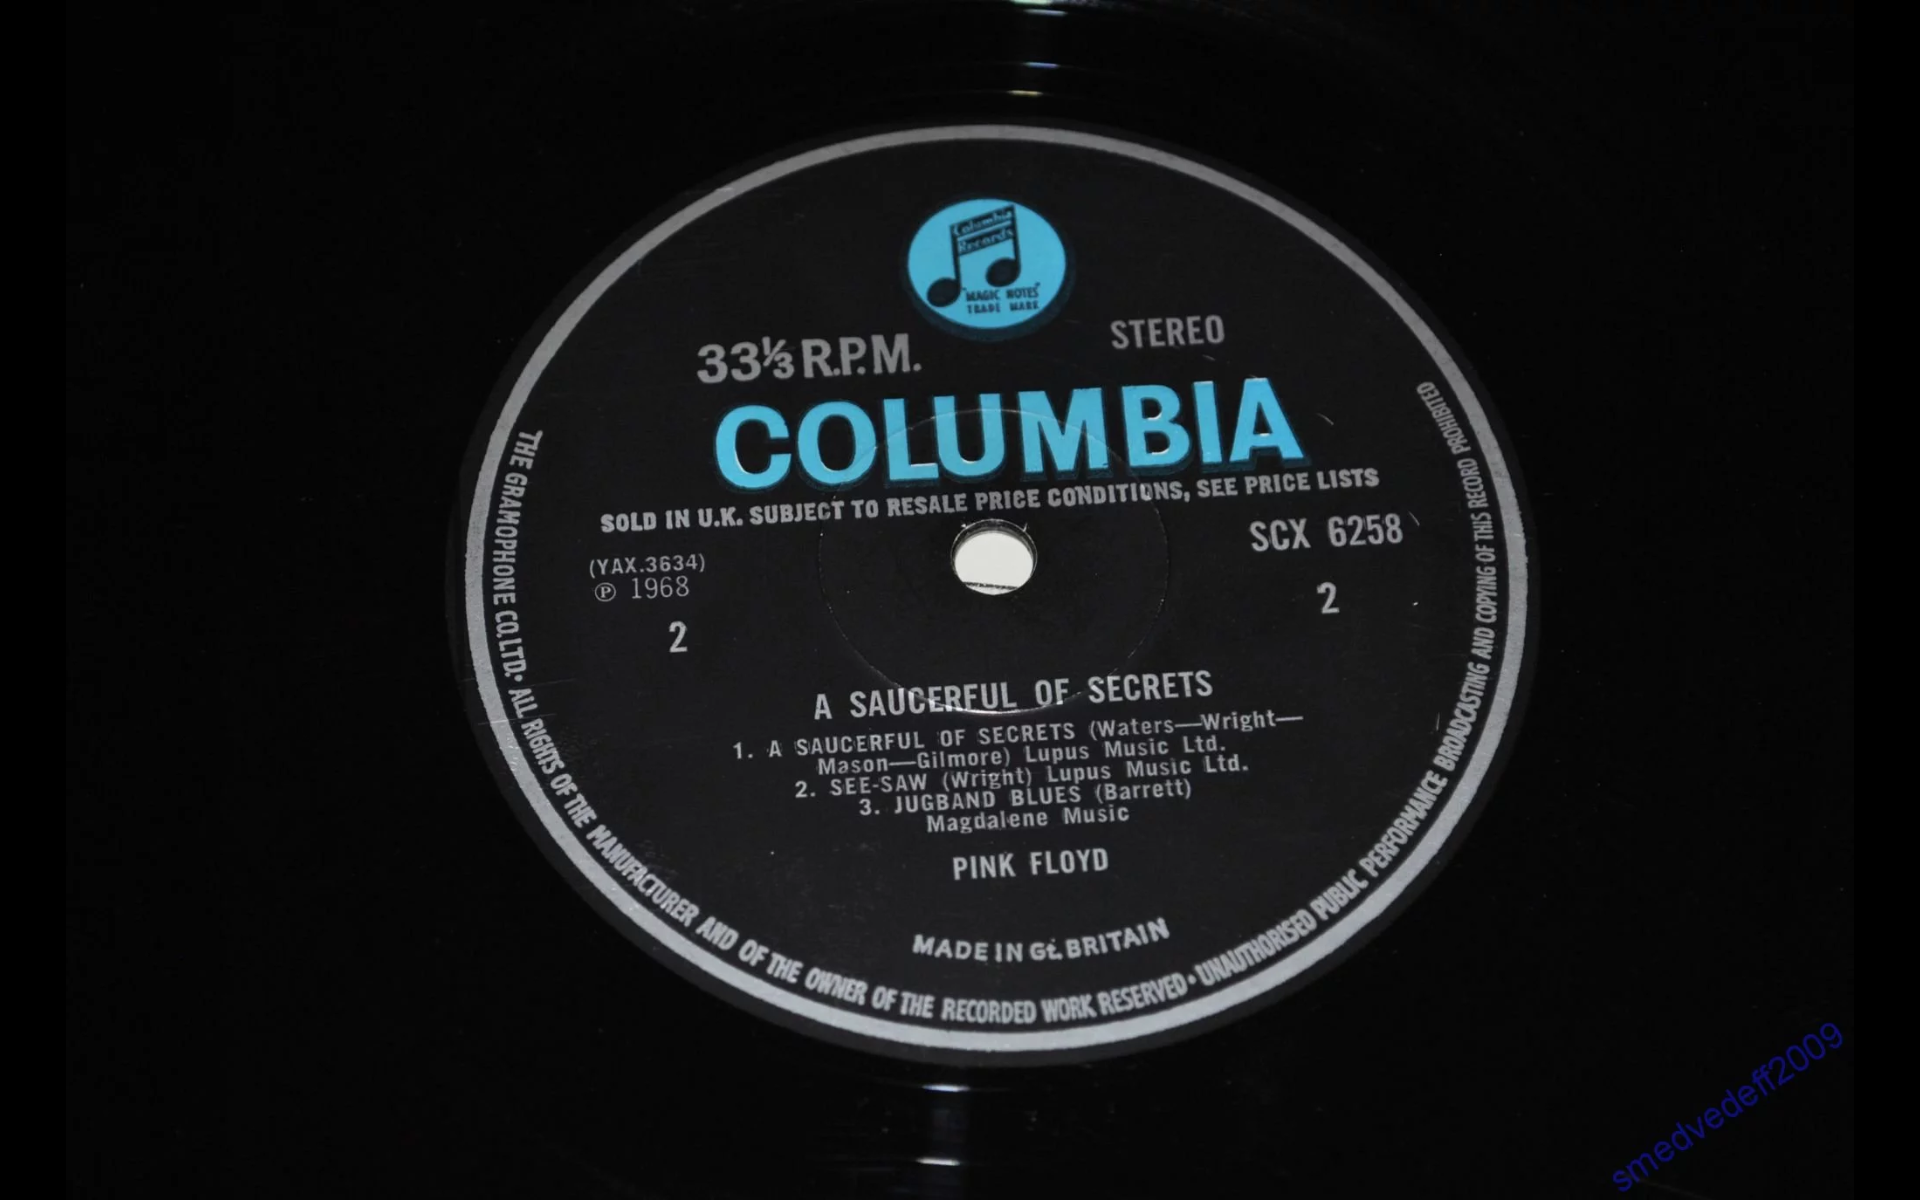 Columbia
Records
"MAGIC NOTES"
TRADE MARK
33⅓ R.P.M.
STEREO
COLUMBIA
SOLD IN U.K. SUBJECT TO RESALE PRICE CONDITIONS, SEE PRICE LISTS
(YAX.3634)
SCX 6258
℗ 1968
2
2
A SAUCERFUL OF SECRETS
1. A SAUCERFUL OF SECRETS (Waters—Wright—
Mason—Gilmore) Lupus Music Ltd.
2. SEE-SAW (Wright) Lupus Music Ltd.
3. JUGBAND BLUES (Barrett)
Magdalene Music
PINK FLOYD
MADE IN Gt. BRITAIN
THE GRAMOPHONE CO. LTD. • ALL RIGHTS OF THE MANUFACTURER AND OF THE OWNER OF THE RECORDED WORK RESERVED • UNAUTHORISED PUBLIC PERFORMANCE BROADCASTING AND COPYING OF THIS RECORD PROHIBITED
smedvedeff2009